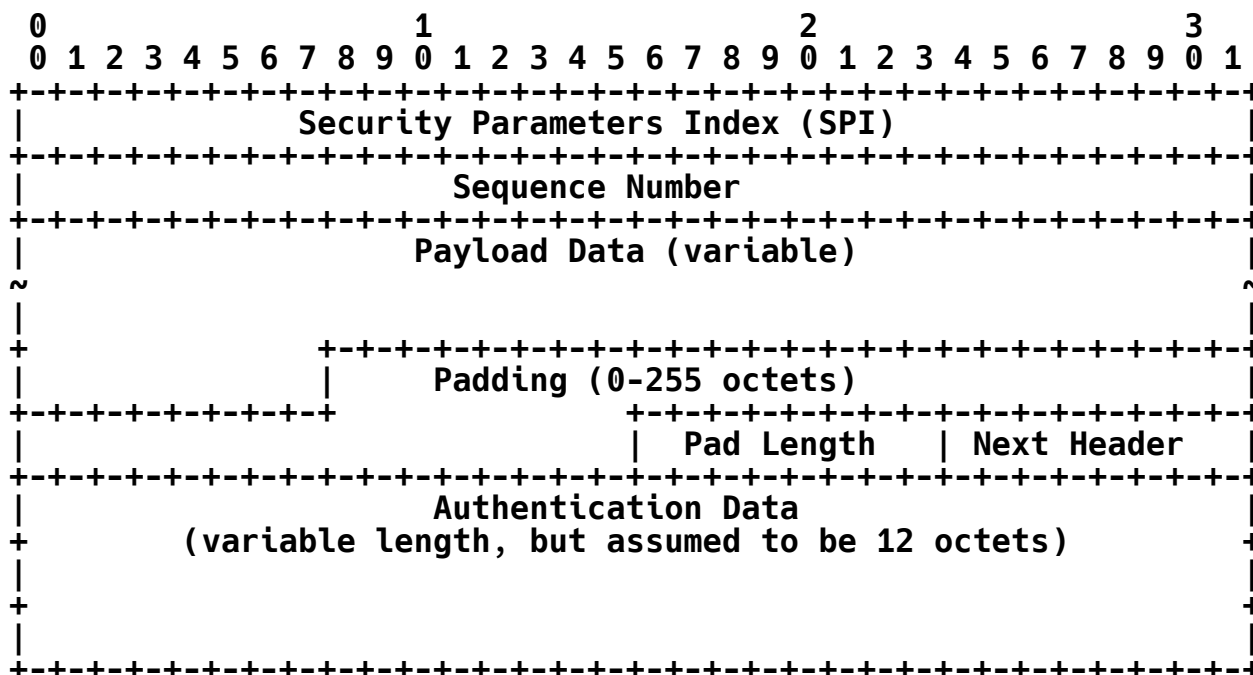 0                   1                   2                   3
 0 1 2 3 4 5 6 7 8 9 0 1 2 3 4 5 6 7 8 9 0 1 2 3 4 5 6 7 8 9 0 1
+-+-+-+-+-+-+-+-+-+-+-+-+-+-+-+-+-+-+-+-+-+-+-+-+-+-+-+-+-+-+-+-+
|              Security Parameters Index (SPI)                  |
+-+-+-+-+-+-+-+-+-+-+-+-+-+-+-+-+-+-+-+-+-+-+-+-+-+-+-+-+-+-+-+-+
|                      Sequence Number                          |
+-+-+-+-+-+-+-+-+-+-+-+-+-+-+-+-+-+-+-+-+-+-+-+-+-+-+-+-+-+-+-+-+
|                    Payload Data (variable)                    |
~                                                               ~
|                                                               |
+               +-+-+-+-+-+-+-+-+-+-+-+-+-+-+-+-+-+-+-+-+-+-+-+-+
|               |     Padding (0-255 octets)                    |
+-+-+-+-+-+-+-+-+               +-+-+-+-+-+-+-+-+-+-+-+-+-+-+-+-+
|                               |  Pad Length   | Next Header   |
+-+-+-+-+-+-+-+-+-+-+-+-+-+-+-+-+-+-+-+-+-+-+-+-+-+-+-+-+-+-+-+-+
|                     Authentication Data                       |
+        (variable length, but assumed to be 12 octets)         +
|                                                               |
+                                                               +
|                                                               |
+-+-+-+-+-+-+-+-+-+-+-+-+-+-+-+-+-+-+-+-+-+-+-+-+-+-+-+-+-+-+-+-+